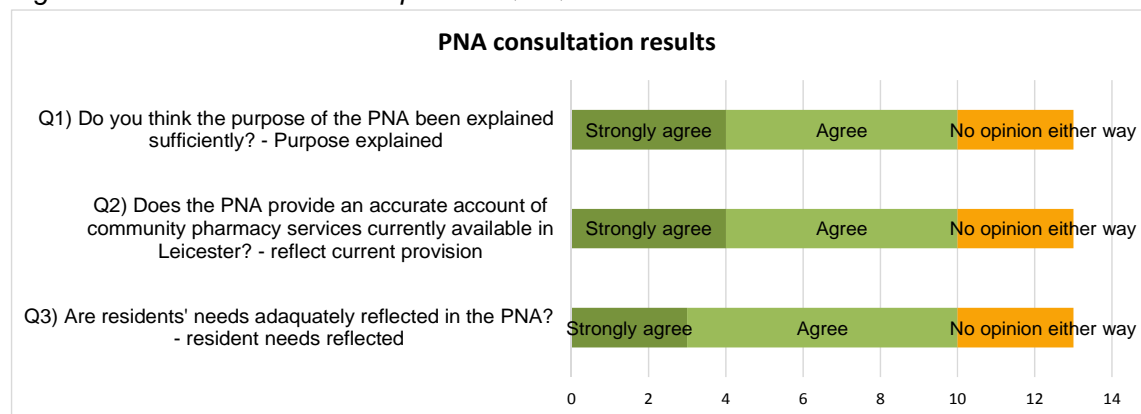 PNA consultation results
Q1) Do you think the purpose of the PNA been explained
sufficiently? - Purpose explained
Strongly agree Agree No opinion either way
Q2) Does the PNA provide an accurate account of
community pharmacy services currently available in
Leicester? - reflect current provision
Strongly agree Agree No opinion either way
Q3) Are residents' needs adaquately reflected in the PNA?
- resident needs reflected
Strongly agree Agree No opinion either way
0 2 4 6 8 10 12 14